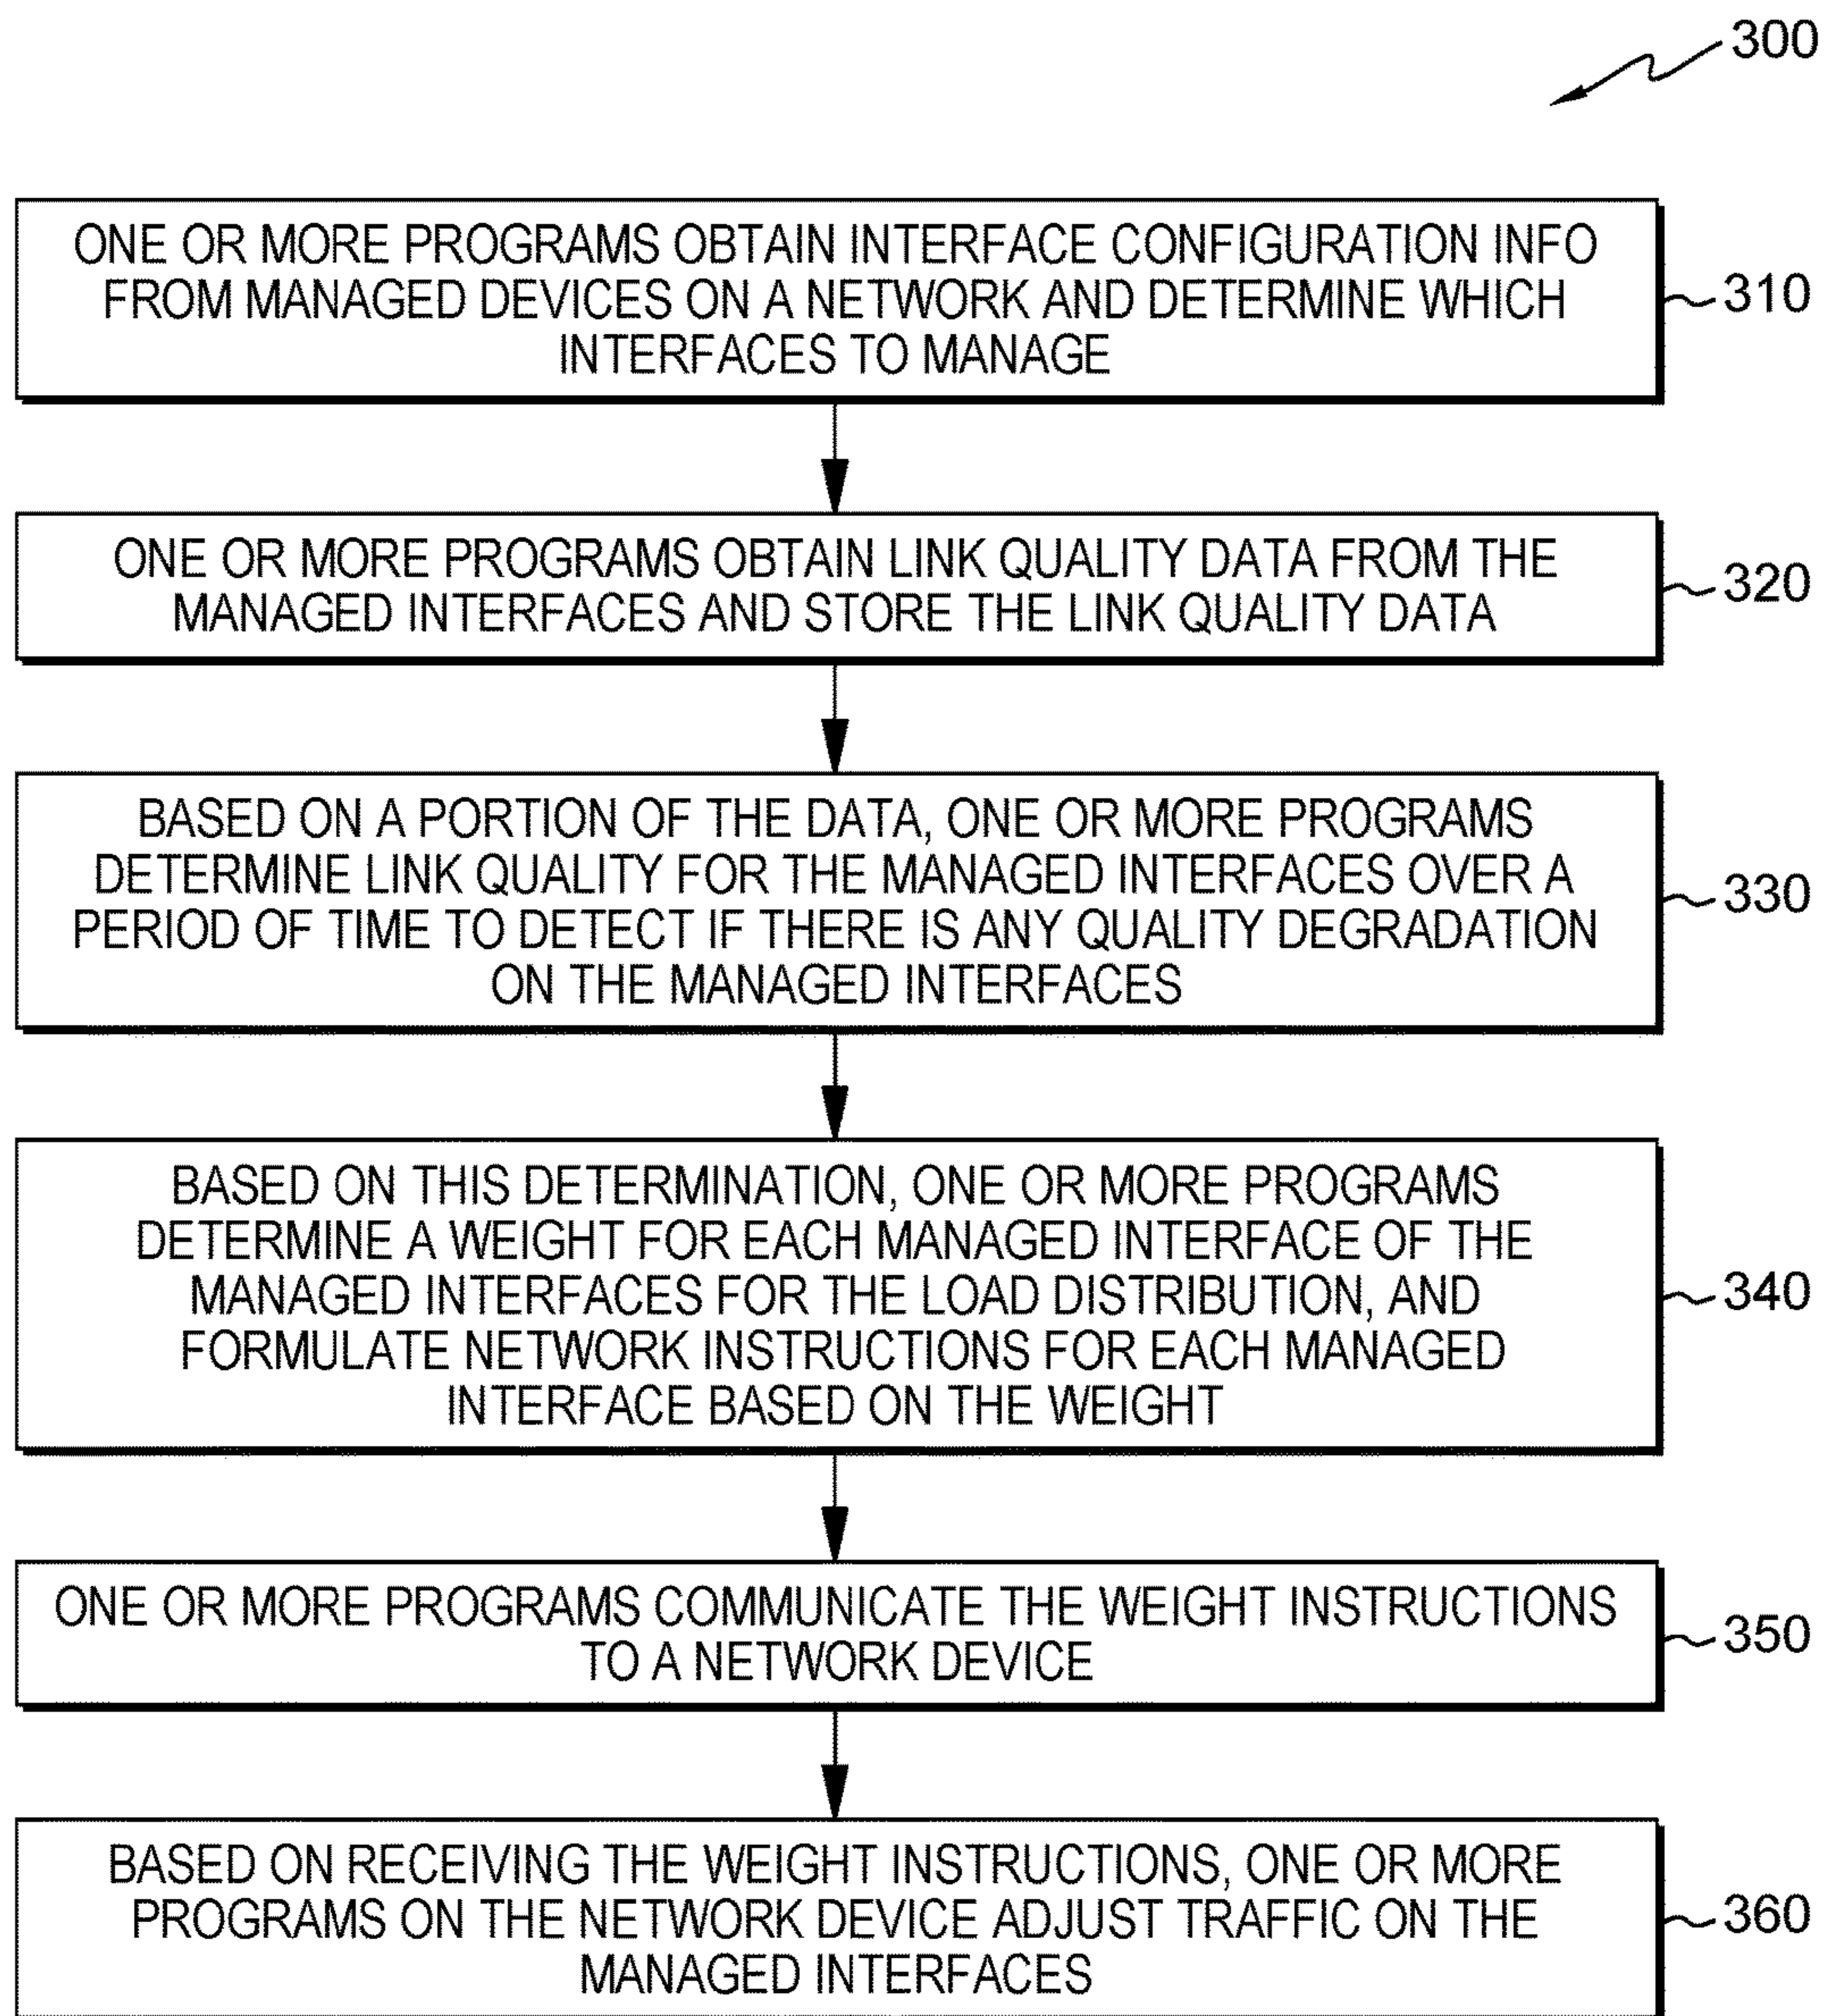 300
ONE OR MORE PROGRAMS OBTAIN INTERFACE CONFIGURATION INFO
FROM MANAGED DEVICES ON A NETWORK AND DETERMINE WHICH
INTERFACES TO MANAGE
310
ONE OR MORE PROGRAMS OBTAIN LINK QUALITY DATA FROM THE
MANAGED INTERFACES AND STORE THE LINK QUALITY DATA
320
BASED ON A PORTION OF THE DATA, ONE OR MORE PROGRAMS
DETERMINE LINK QUALITY FOR THE MANAGED INTERFACES OVER A
PERIOD OF TIME TO DETECT IF THERE IS ANY QUALITY DEGRADATION
ON THE MANAGED INTERFACES
330
BASED ON THIS DETERMINATION, ONE OR MORE PROGRAMS
DETERMINE A WEIGHT FOR EACH MANAGED INTERFACE OF THE
MANAGED INTERFACES FOR THE LOAD DISTRIBUTION, AND
FORMULATE NETWORK INSTRUCTIONS FOR EACH MANAGED
INTERFACE BASED ON THE WEIGHT
340
ONE OR MORE PROGRAMS COMMUNICATE THE WEIGHT INSTRUCTIONS
TO A NETWORK DEVICE
350
BASED ON RECEIVING THE WEIGHT INSTRUCTIONS, ONE OR MORE
PROGRAMS ON THE NETWORK DEVICE ADJUST TRAFFIC ON THE
MANAGED INTERFACES
360